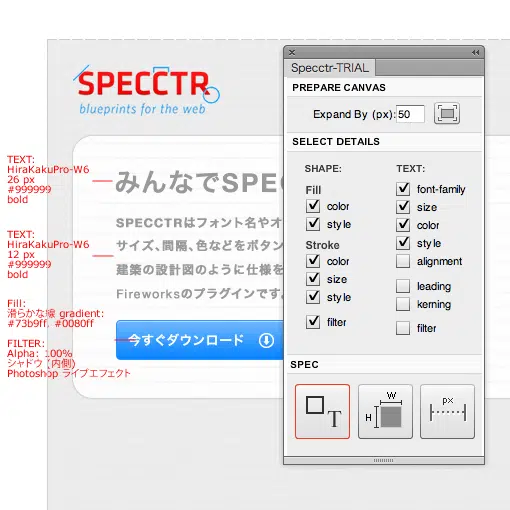 SPECCTR
blueprints for the web
TEXT:
HiraKakuPro-W6
26 px
#999999
bold
みんなでSPEC
TEXT:
HiraKakuPro-W6
12 px
#999999
bold
SPECCTRはフォント名やオ
サイズ、間隔、色などをボタン
建築の設計図のように仕様を
Fireworksのプラグインです。
Fill:
滑らかな線 gradient:
#73b9ff, #0080ff
FILTER:
Alpha: 100%
シャドウ (内側)
Photoshop ライブエフェクト
今すぐダウンロード
Specctr-TRIAL
PREPARE CANVAS
Expand By (px): 50
SELECT DETAILS
SHAPE:
Fill
color
style
Stroke
color
size
style
filter
TEXT:
font-family
size
color
style
alignment
leading
kerning
filter
SPEC
T
W
H
px